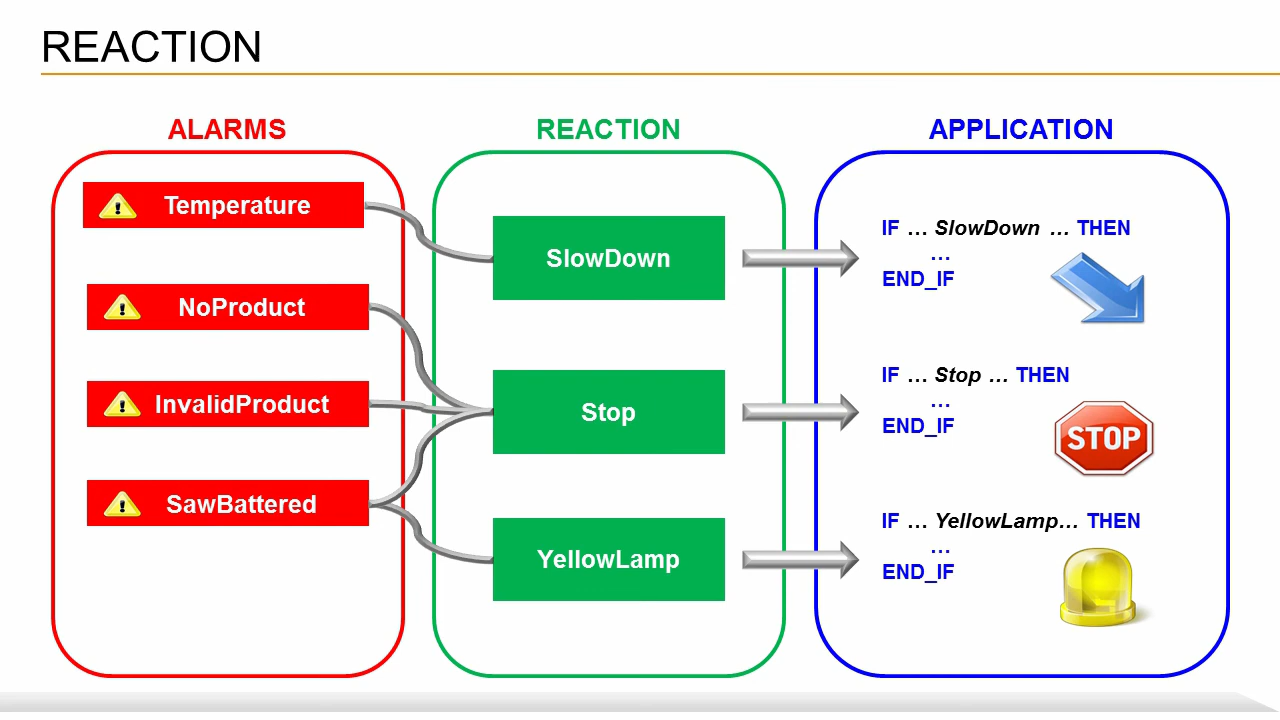 REACTION
ALARMS
Temperature
NoProduct
InvalidProduct
SawBattered
REACTION
SlowDown
Stop
YellowLamp
APPLICATION
IF … SlowDown … THEN
…
END_IF
IF … Stop … THEN
…
END_IF
STOP
IF … YellowLamp… THEN
…
END_IF